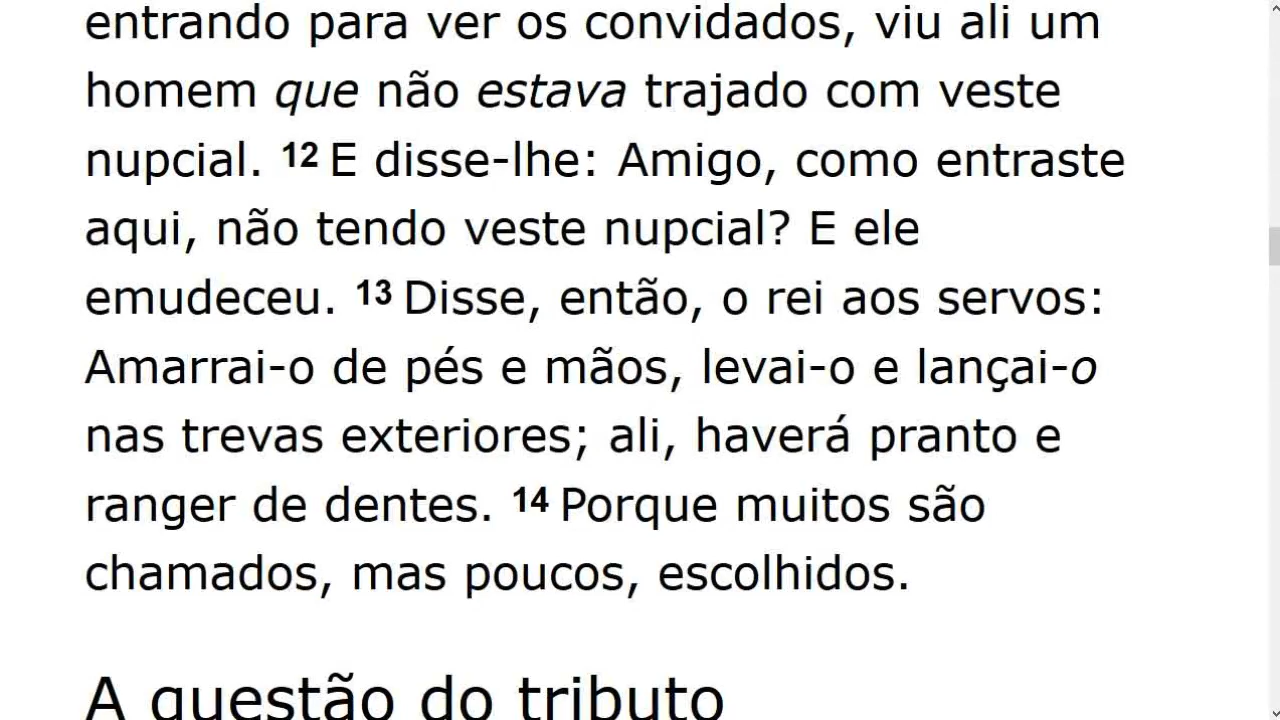 entrando para ver os convidados, viu ali um
homem que não estava trajado com veste
nupcial. 12 E disse-lhe: Amigo, como entraste
aqui, não tendo veste nupcial? E ele
emudeceu. 13 Disse, então, o rei aos servos:
Amarrai-o de pés e mãos, levai-o e lançai-o
nas trevas exteriores; ali, haverá pranto e
ranger de dentes. 14 Porque muitos são
chamados, mas poucos, escolhidos.
A questão do tributo